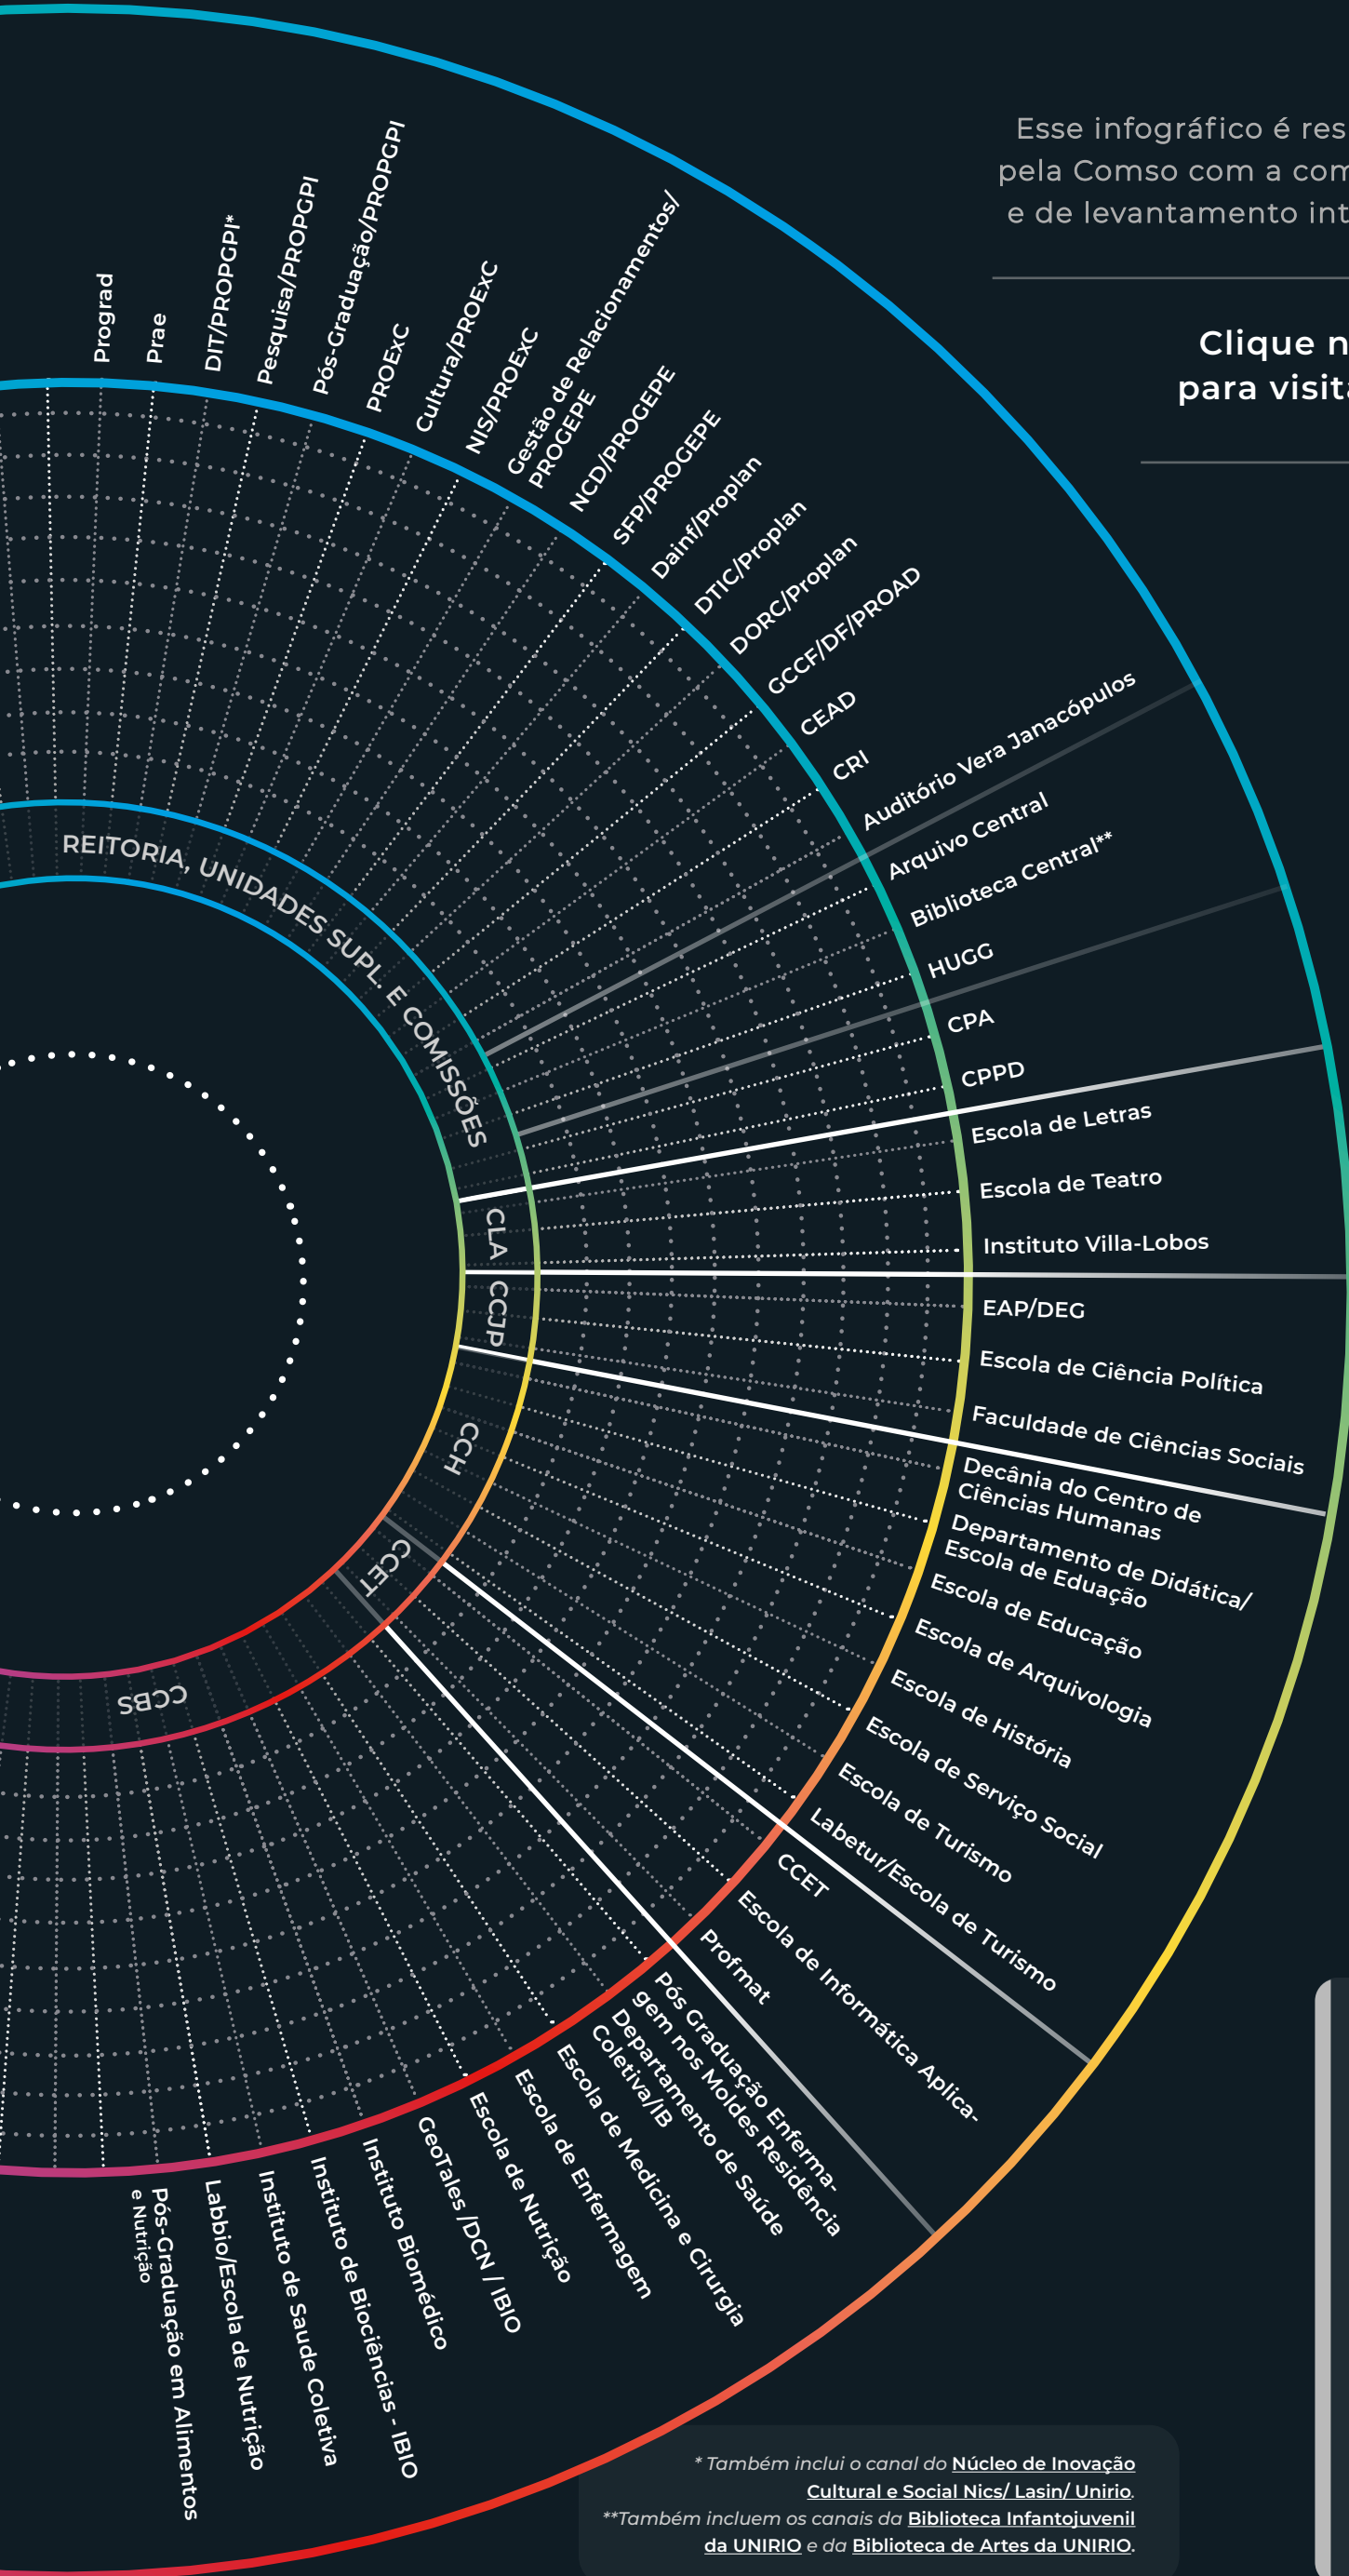 Esse infográfico é res
pela Comso com a com
e de levantamento int
Clique n
para visita
Prograd
Prae
DIT/PROPGPI*
Pesquisa/PROPGPI
Pós-Graduação/PROPGPI
PROExC
Cultura/PROExC
NIS/PROExC
Gestão de Relacionamentos/
PROGEPE
NCD/PROGEPE
SFP/PROGEPE
Dainf/Proplan
DTIC/Proplan
DORC/Proplan
GCCF/DF/PROAD
CEAD
CRI
Auditório Vera Janacópulos
Arquivo Central
Biblioteca Central**
HUGG
CPA
CPPD
REITORIA, UNIDADES SUPL. E COMISSÕES
Escola de Letras
Escola de Teatro
Instituto Villa-Lobos
CLA
EAP/DEG
Escola de Ciência Política
Faculdade de Ciências Sociais
CCJP
Decânia do Centro de
Ciências Humanas
Departamento de Didática/
Escola de Eduação
Escola de Educação
Escola de Arquivologia
Escola de História
Escola de Serviço Social
Escola de Turismo
Labetur/Escola de Turismo
CCH
CCET
Escola de Informática Aplica-
Profmat
CCET
Pós Graduação Enferma-
gem nos Moldes Residência
Departamento de Saúde
Coletiva/IB
Escola de Medicina e Cirurgia
Escola de Enfermagem
Escola de Nutrição
GeoTales /DCN / IBIO
Instituto Biomédico
Instituto de Biociências - IBIO
Instituto de Saude Coletiva
Labbio/Escola de Nutrição
Pós-Graduação em Alimentos
e Nutrição
CCBS
* Também inclui o canal do Núcleo de Inovação
Cultural e Social Nics/ Lasin/ Unirio.
**Também incluem os canais da Biblioteca Infantojuvenil
da UNIRIO e da Biblioteca de Artes da UNIRIO.